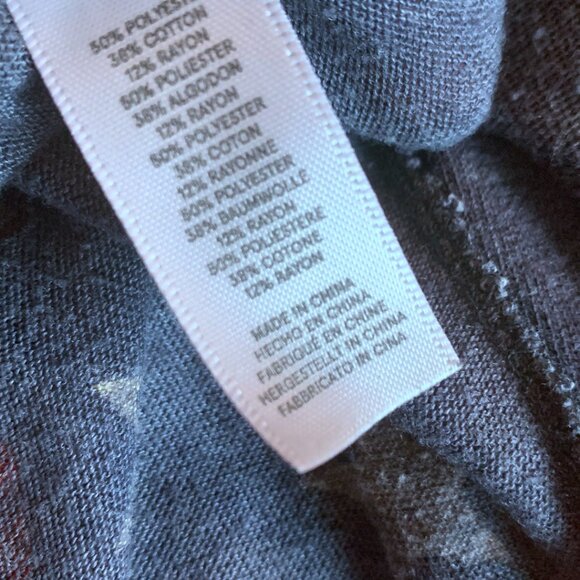 50% POLYESTER
38% COTTON
12% RAYON
50% POLIESTER
38% ALGODON
12% RAYON
50% POLYESTER
38% COTON
12% RAYONNE
50% POLYESTER
38% BAUMWOLLE
12% RAYON
50% POLIESTERE
38% COTONE
12% RAYON
MADE IN CHINA
HECHO EN CHINA
FABRIQUÉ EN CHINE
HERGESTELLT IN CHINA
FABBRICATO IN CINA